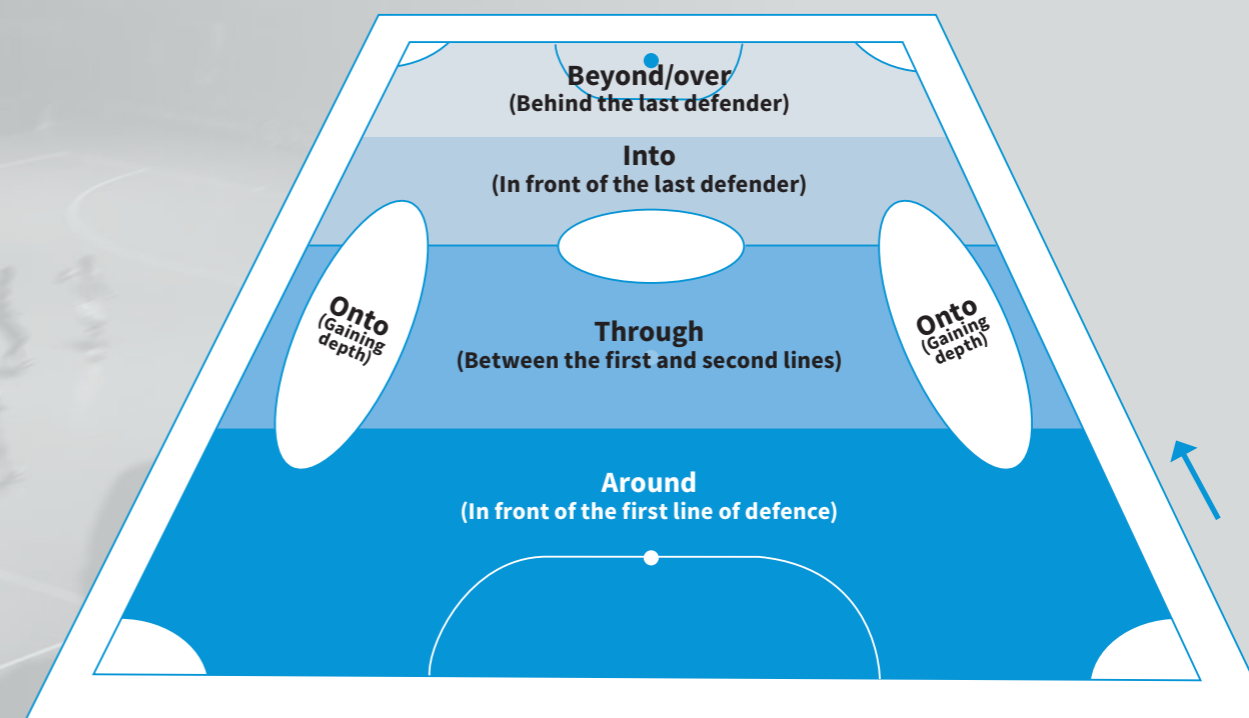 Beyond/over
(Behind the last defender)
Into
(In front of the last defender)
Onto
(Gaining
depth)
Through
(Between the first and second lines)
Onto
(Gaining
depth)
Around
(In front of the first line of defence)